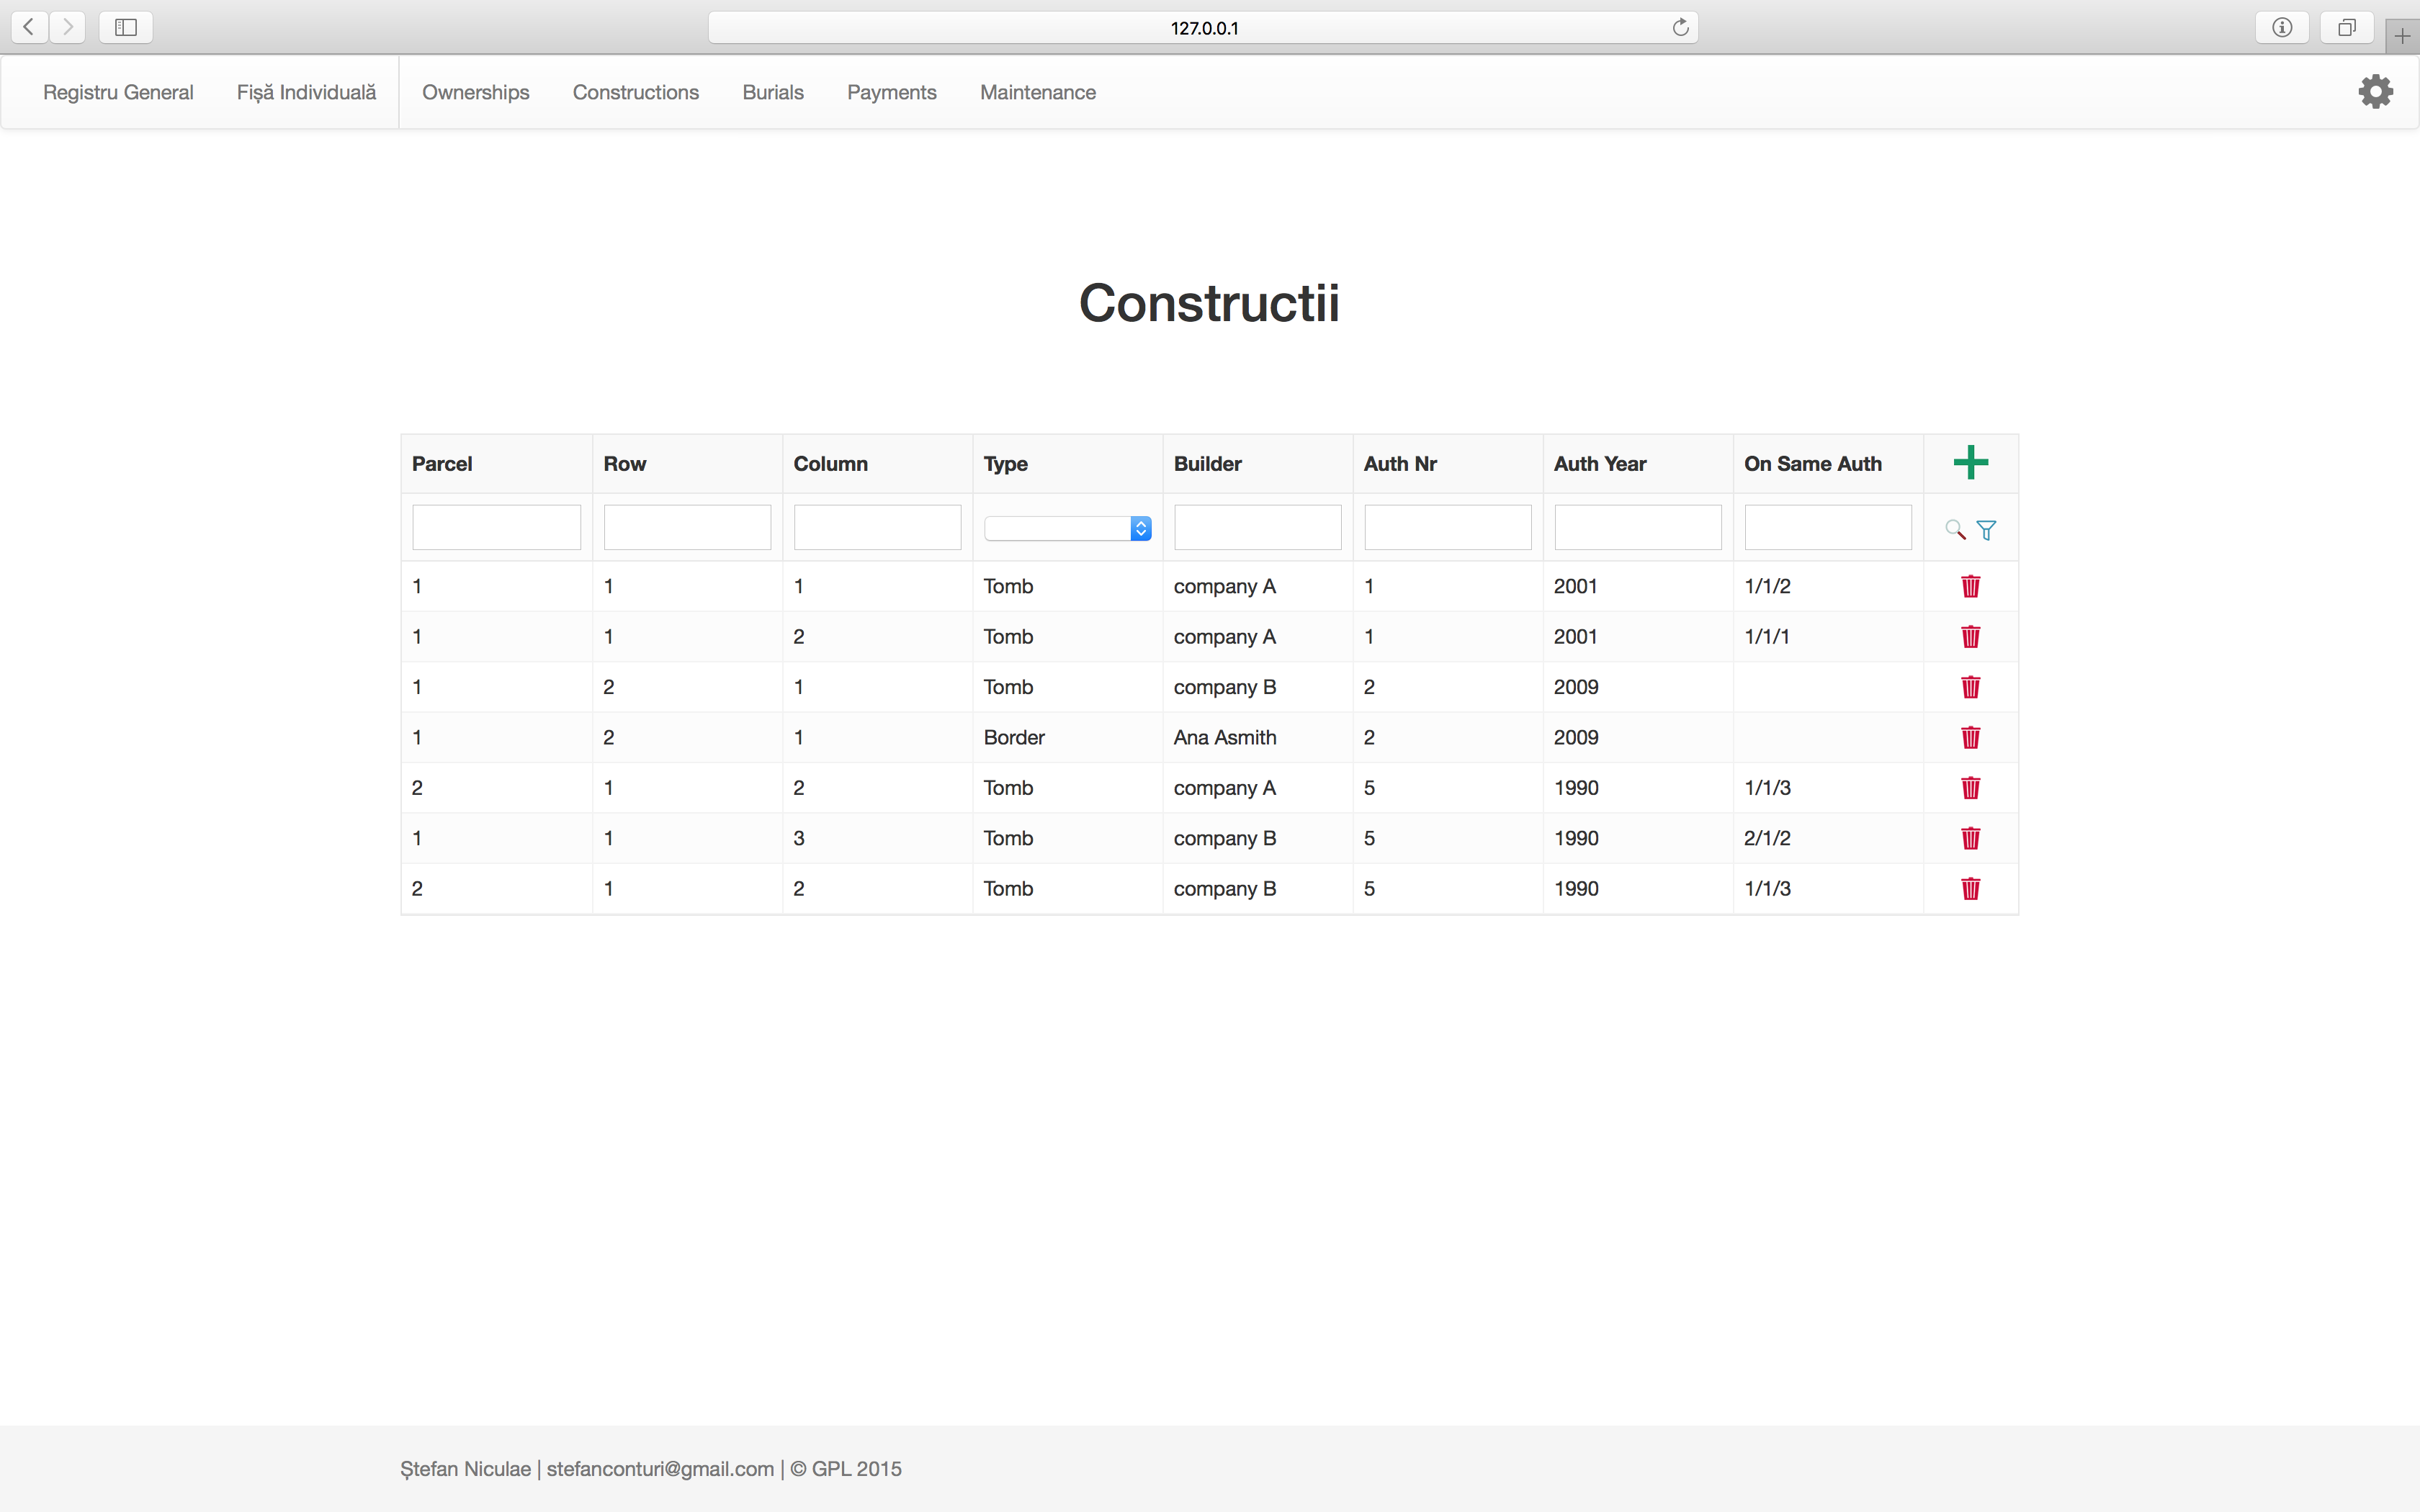 127.0.0.1
Registru General Fișă Individuală Ownerships Constructions Burials Payments Maintenance
Constructii
Parcel Row Column Type Builder Auth Nr Auth Year On Same Auth
1 1 1 Tomb company A 1 2001 1/1/2
1 1 2 Tomb company A 1 2001 1/1/1
1 2 1 Tomb company B 2 2009
1 2 1 Border Ana Asmith 2 2009
2 1 2 Tomb company A 5 1990 1/1/3
1 1 3 Tomb company B 5 1990 2/1/2
2 1 2 Tomb company B 5 1990 1/1/3
Ștefan Niculae | stefanconturi@gmail.com | © GPL 2015